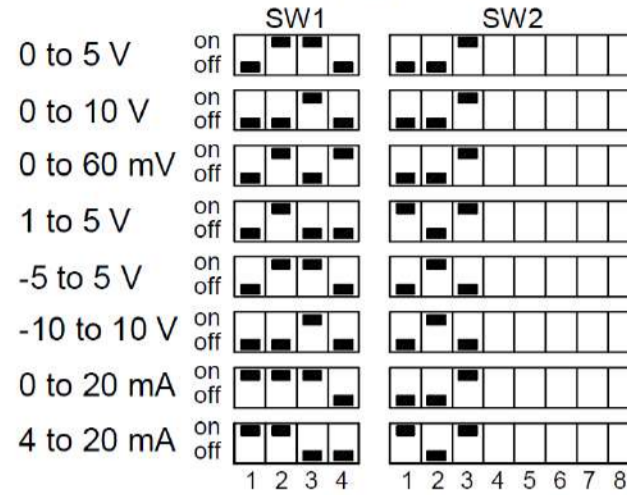 SW1 SW2
0 to 5 V on off
0 to 10 V on off
0 to 60 mV on off
1 to 5 V on off
-5 to 5 V on off
-10 to 10 V on off
0 to 20 mA on off
4 to 20 mA on off
1 2 3 4 1 2 3 4 5 6 7 8